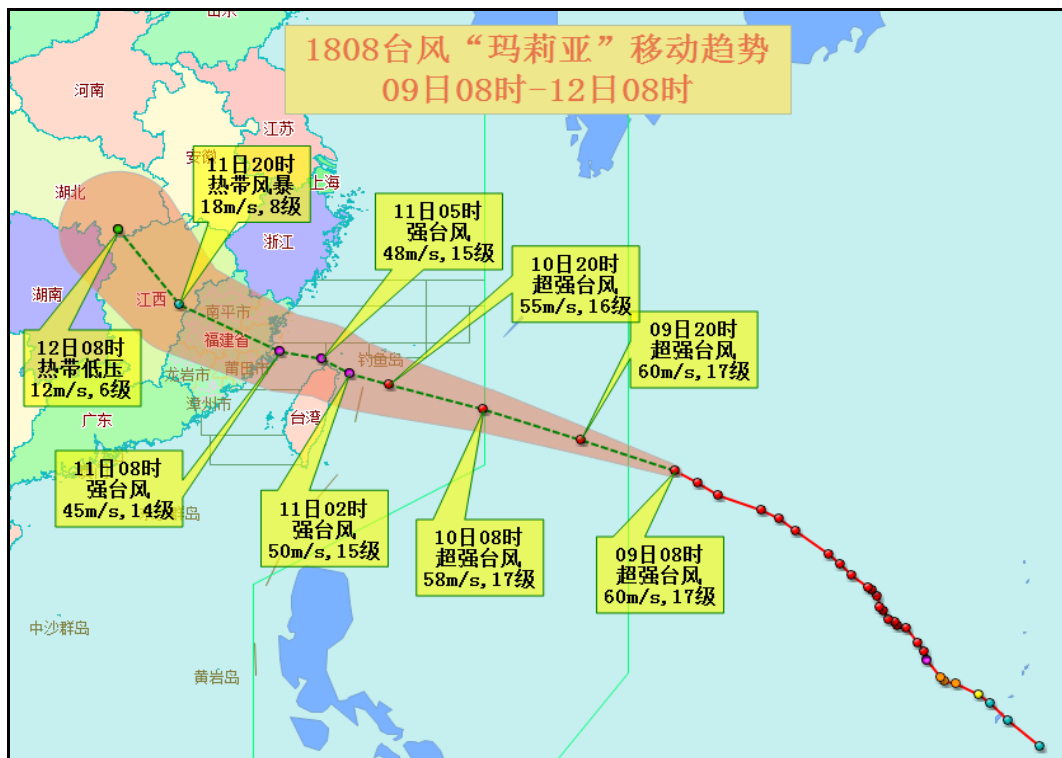 山东
1808台风“玛莉亚”移动趋势
09日08时-12日08时
河南
江苏
安徽
上海
湖北
11日20时
热带风暴
18m/s,8级
11日05时
强台风
48m/s,15级
浙江
10日20时
超强台风
55m/s,16级
湖南
江西
南平市
09日20时
超强台风
60m/s,17级
福建省
钓鱼岛
12日08时
热带低压
12m/s,6级
莆田市
龙岩市
漳州市
广东
台湾
11日08时
强台风
45m/s,14级
11日02时
强台风
50m/s,15级
10日08时
超强台风
58m/s,17级
09日08时
超强台风
60m/s,17级
沙群岛
中沙群岛
黄岩岛